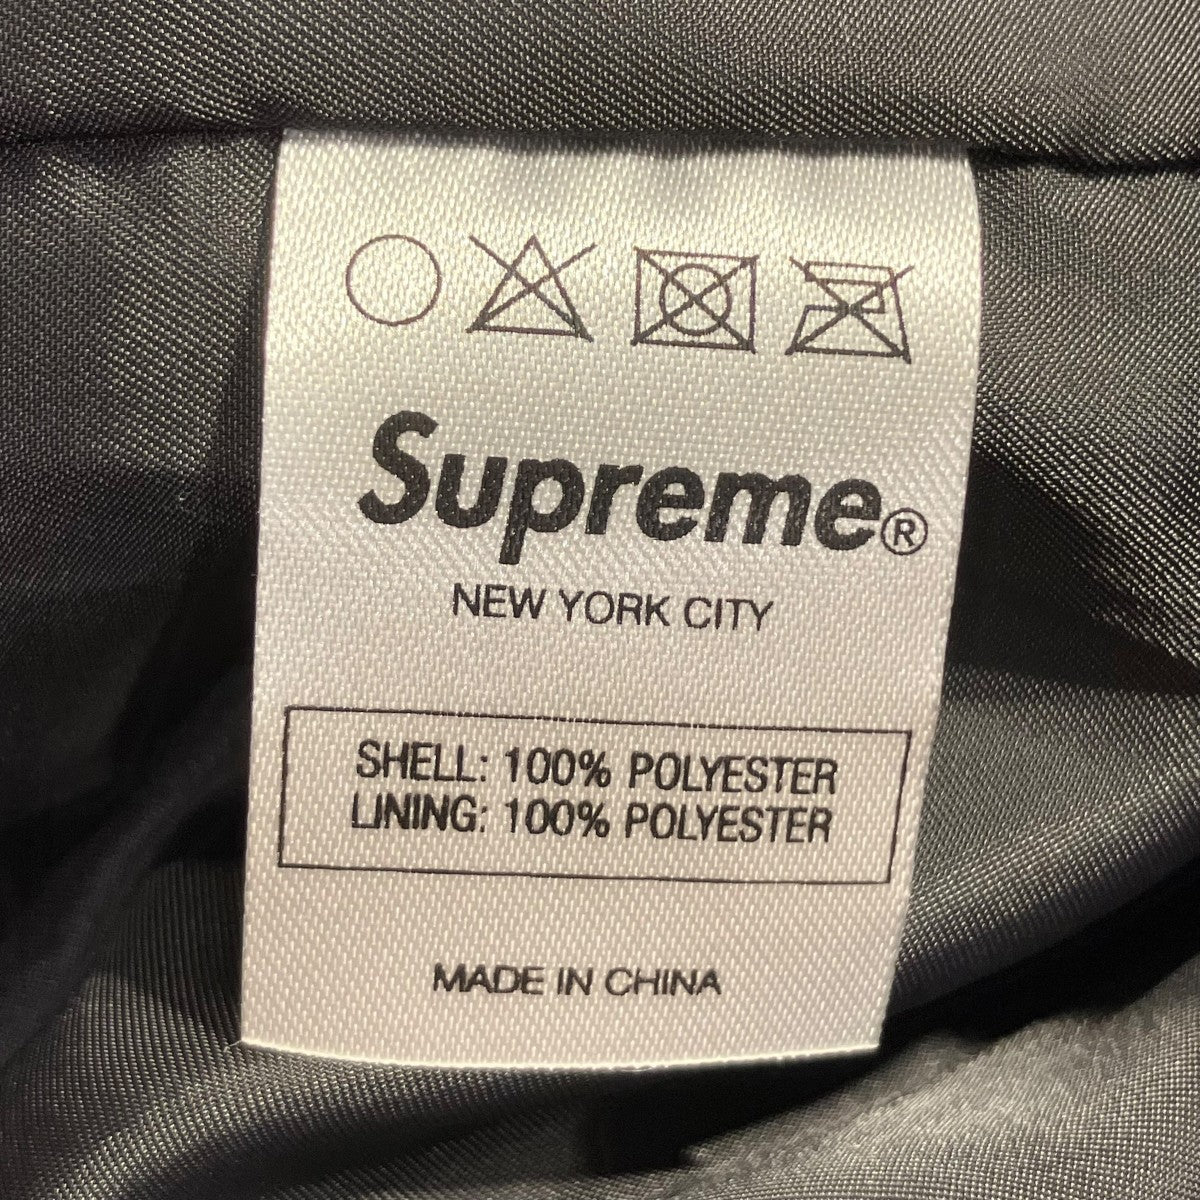 Supreme®
NEW YORK CITY
SHELL: 100% POLYESTER
LINING: 100% POLYESTER
MADE IN CHINA